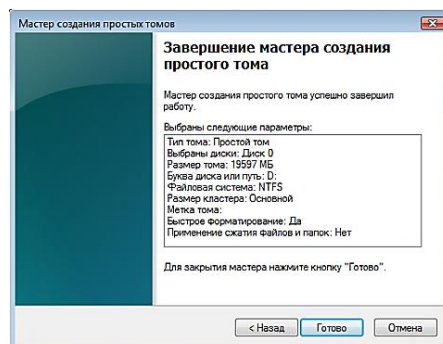 Мастер создания простых томов
Завершение мастера создания
простого тома
Мастер создания простого тома успешно завершил
работу.
Выбраны следующие параметры:
Тип тома: Простой том
Выбраны диски: Диск 0
Размер тома: 19597 МБ
Буква диска или путь: D:
Файловая система: NTFS
Размер кластера: Основной
Метка тома:
Быстрое форматирование: Да
Применение сжатия файлов и папок: Нет
Для закрытия мастера нажмите кнопку "Готово".
< Назад Готово Отмена